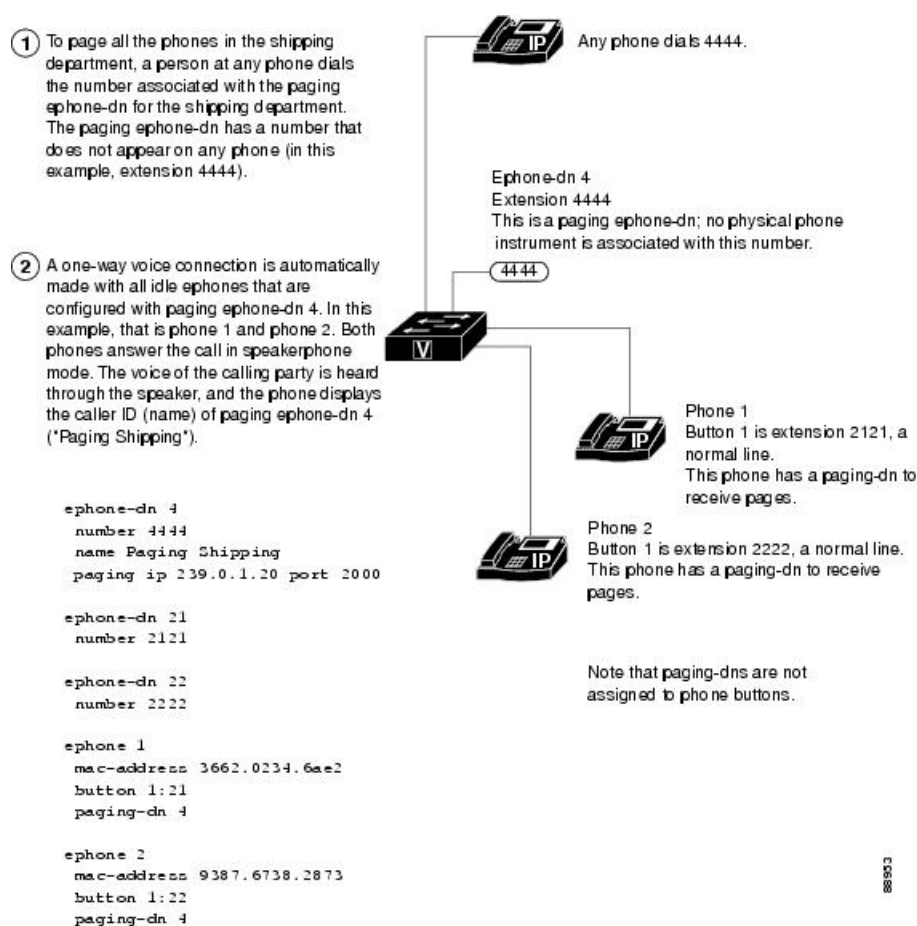 1 To page all the phones in the shipping
department, a person at any phone dials
the number associated with the paging
ephone-dn for the shipping department.
The paging ephone-dn has a number that
does not appear on any phone (in this
example, extension 4444).
IP
Any phone dials 4444.
Ephone-dn 4
Extension 4444
This is a paging ephone-dn; no physical phone
instrument is associated with this number.
4444
2 A one-way voice connection is automatically
made with all idle ephones that are
configured with paging ephone-dn 4. In this
example, that is phone 1 and phone 2. Both
phones answer the call in speakerphone
mode. The voice of the calling party is heard
through the speaker, and the phone displays
the caller ID (name) of paging ephone-dn 4
("Paging Shipping").
V
IP
Phone 1
Button 1 is extension 2121, a
normal line.
This phone has a paging-dn to
receive pages.
IP
Phone 2
Button 1 is extension 2222, a normal line.
This phone has a paging-dn to receive
pages.
Note that paging-dns are not
assigned to phone buttons.
ephone-dn 4
number 4444
name Paging Shipping
paging ip 239.0.1.20 port 2000
ephone-dn 21
number 2121
ephone-dn 22
number 2222
ephone 1
mac-address 3662.0234.6ae2
button 1:21
paging-dn 4
ephone 2
mac-address 9387.6738.2873
button 1:22
paging-dn 4
88953